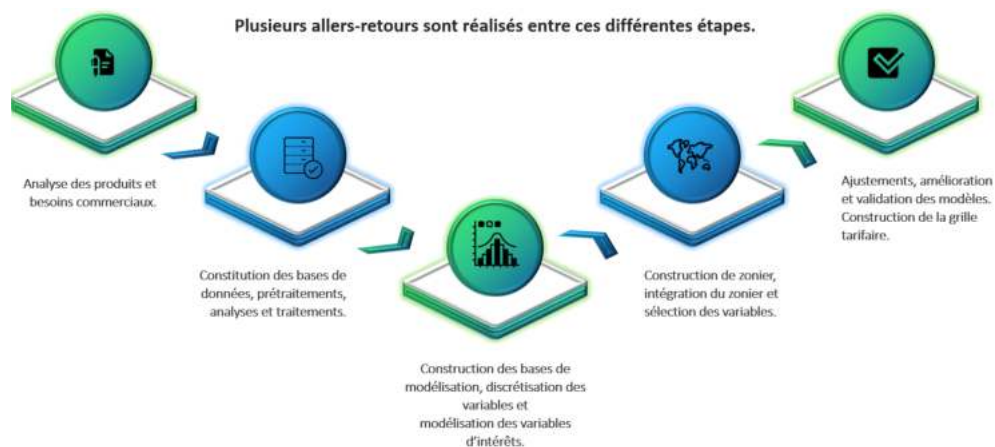 Plusieurs allers-retours sont réalisés entre ces différentes étapes.
Analyse des produits et
besoins commerciaux.
Constitution des bases de
données, prétraitements,
analyses et traitements.
Construction des bases de
modélisation, discrétisation des
variables et
modélisation des variables
d'intérêts.
Construction de zonier,
intégration du zonier et
sélection des variables.
Ajustements, amélioration
et validation des modèles.
Construction de la grille
tarifaire.